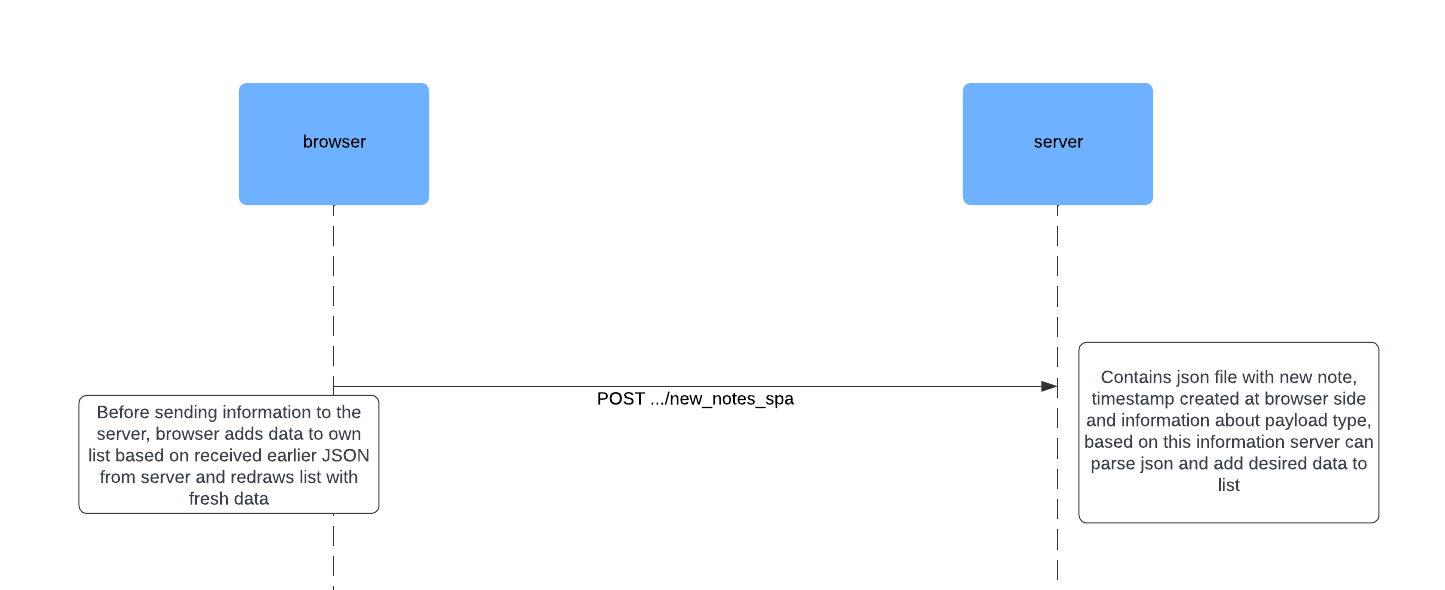 browser
server
POST .../new_notes_spa
Before sending information to the
server, browser adds data to own
list based on received earlier JSON
from server and redraws list with
fresh data
Contains json file with new note,
timestamp created at browser side
and information about payload type,
based on this information server can
parse json and add desired data to
list